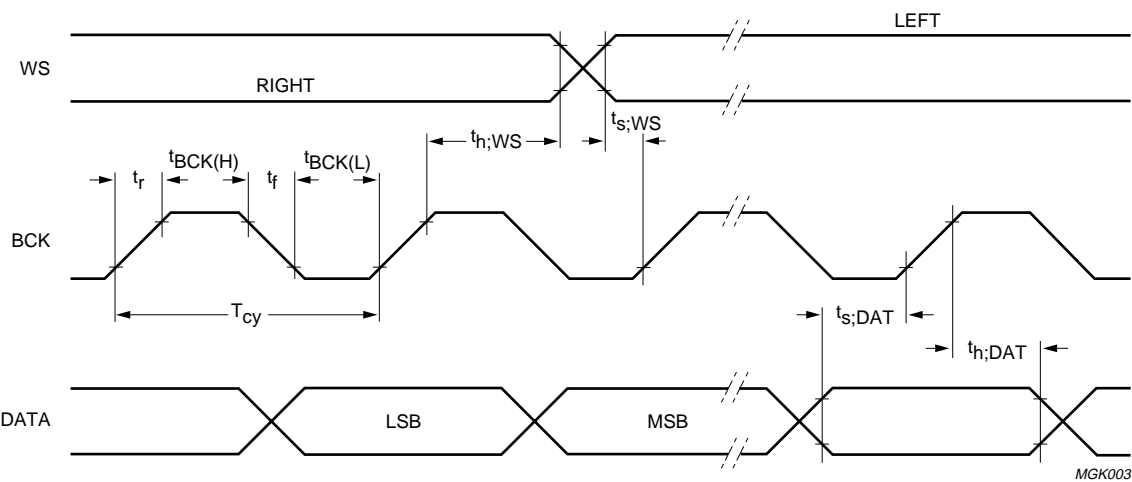 LEFT
WS
RIGHT
ts;WS
th;WS
tBCK(H)
tBCK(L)
tr
tf
BCK
Tcy
ts;DAT
th;DAT
DATA
LSB
MSB
MGK003